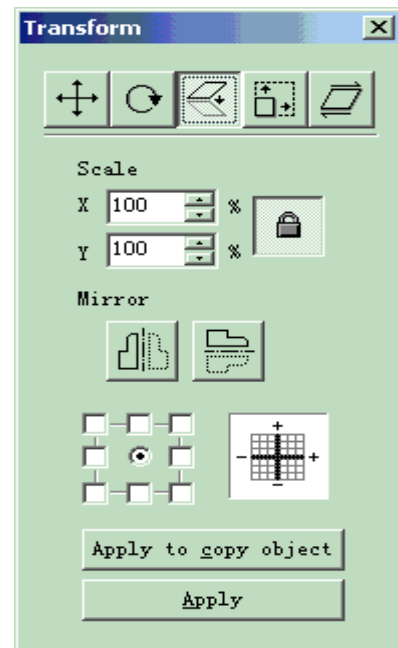 Transform
Scale
X 100 %
Y 100 %
Mirror
+
- +
-
Apply to copy object
Apply